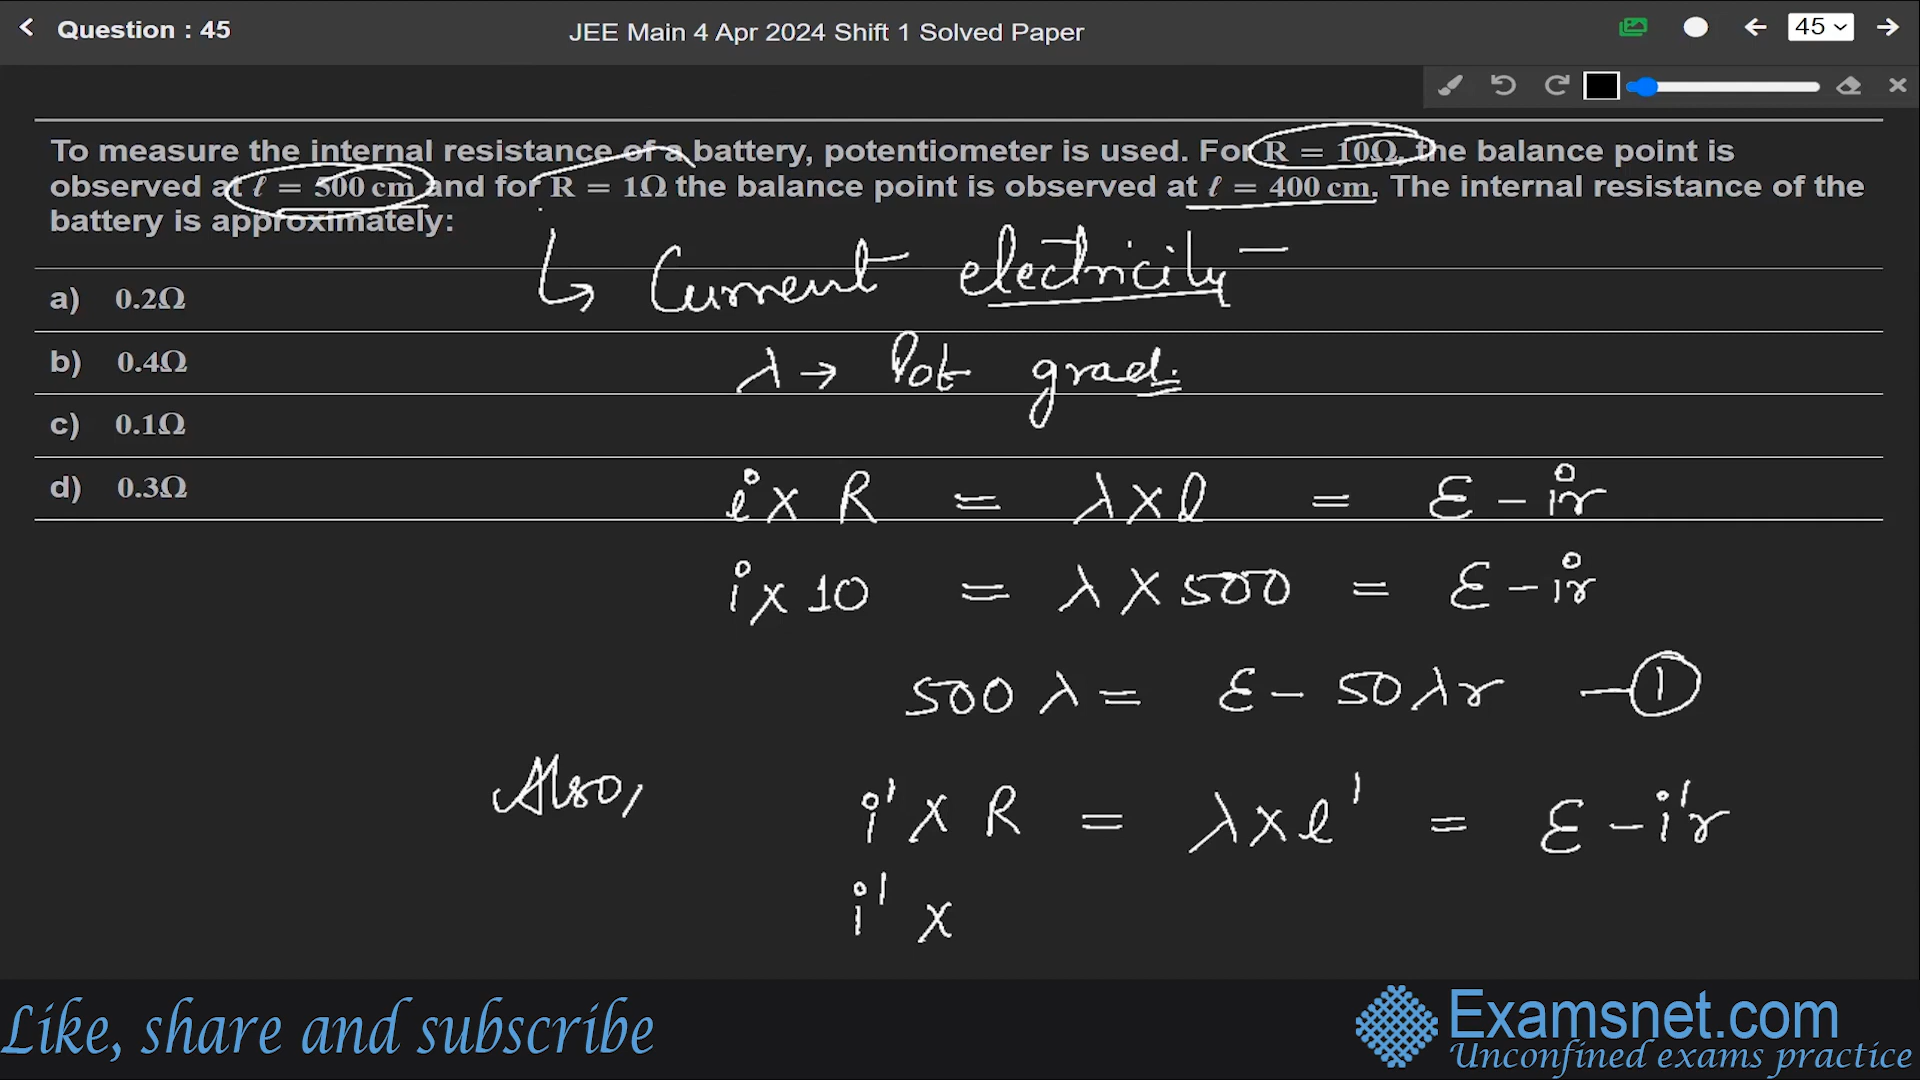 Question : 45
JEE Main 4 Apr 2024 Shift 1 Solved Paper
45
To measure the internal resistance of a battery, potentiometer is used. For R = 10Ω, the balance point is
observed at ℓ = 500 cm and for R = 1Ω the balance point is observed at ℓ = 400 cm. The internal resistance of the
battery is approximately:
↳ Current electricity –
a) 0.2Ω
b) 0.4Ω
λ → Pot grad.
c) 0.1Ω
d) 0.3Ω
i × R = λ × l = ε – ir
i × 10 = λ × 500 = ε – ir
500 λ = ε – 50 λ r – ①
Also,
i' × R = λ × l' = ε – i'r
i' ×
Like, share and subscribe
Examsnet.com
Unconfined exams practice